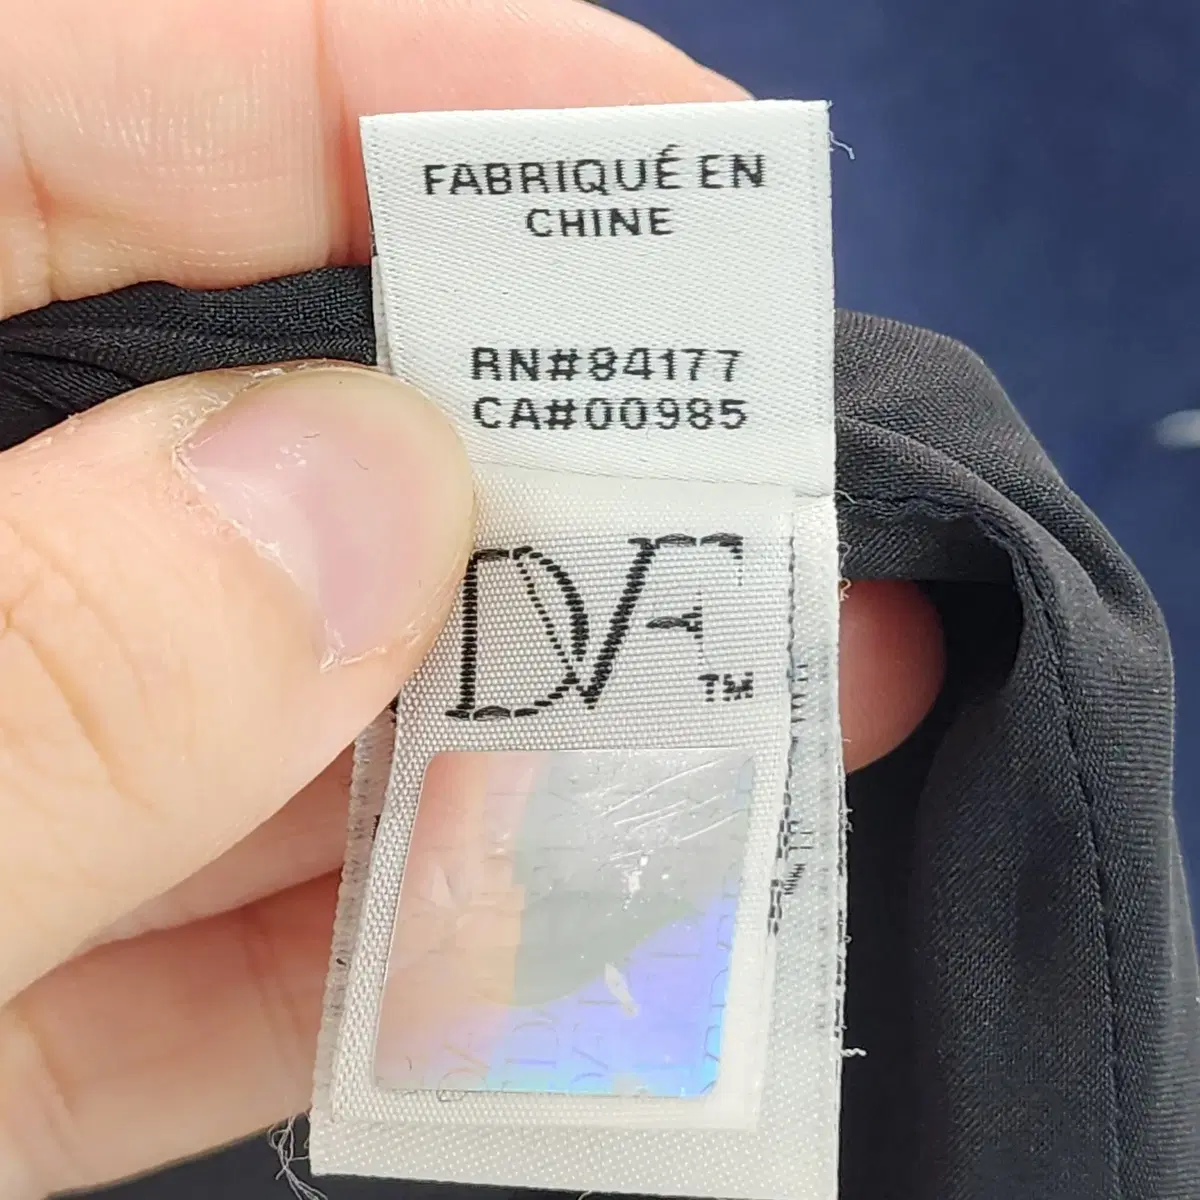 FABRIQUÉ EN
CHINE
RN#84177
CA#00985
DVF
TM